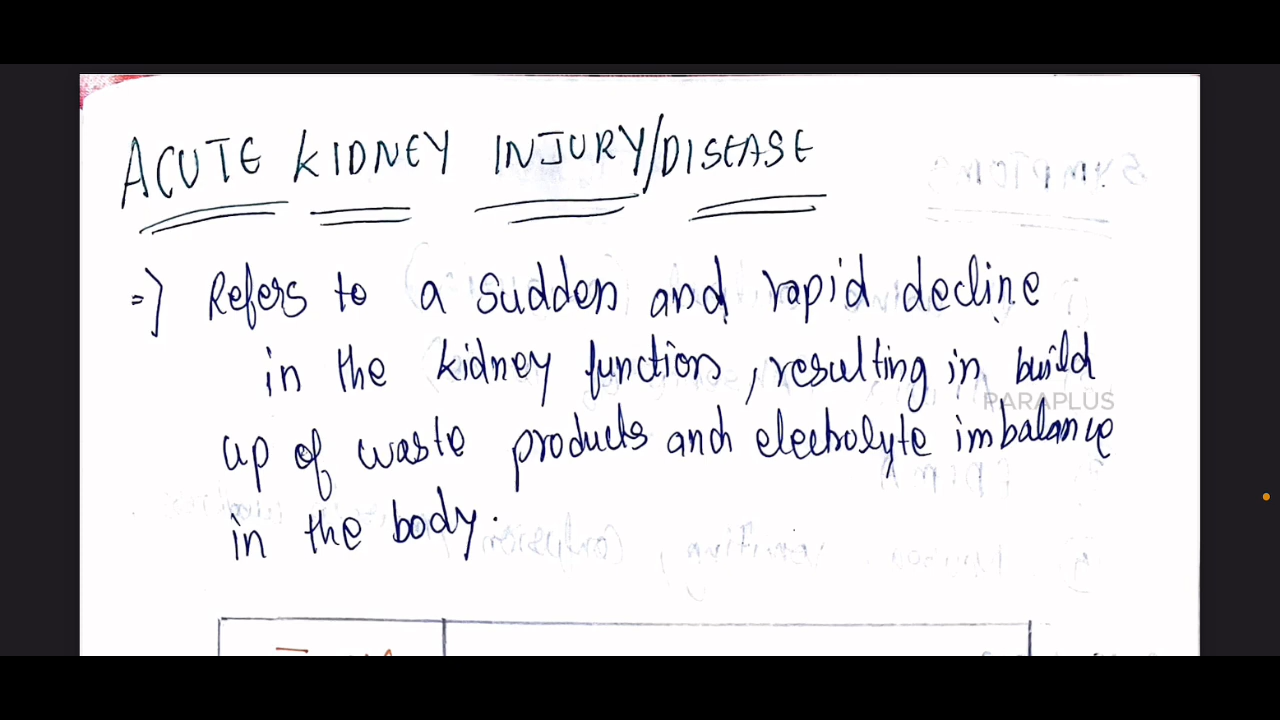 ACUTE KIDNEY INJURY/DISEASE
=> Refers to a sudden and rapid decline
in the kidney function, resulting in build
PARAPLUS
up of waste products and electrolyte imbalance
in the body.